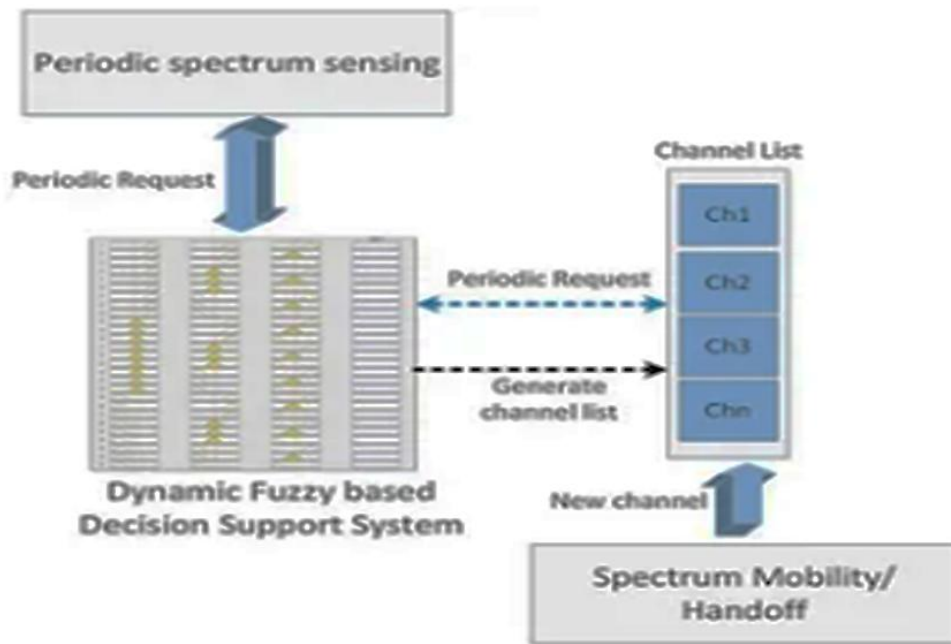 Periodic spectrum sensing
Periodic Request
Channel List
Ch1
Periodic Request
Ch2
Ch3
Generate
channel list
Chn
Dynamic Fuzzy based
Decision Support System
New channel
Spectrum Mobility/
Handoff